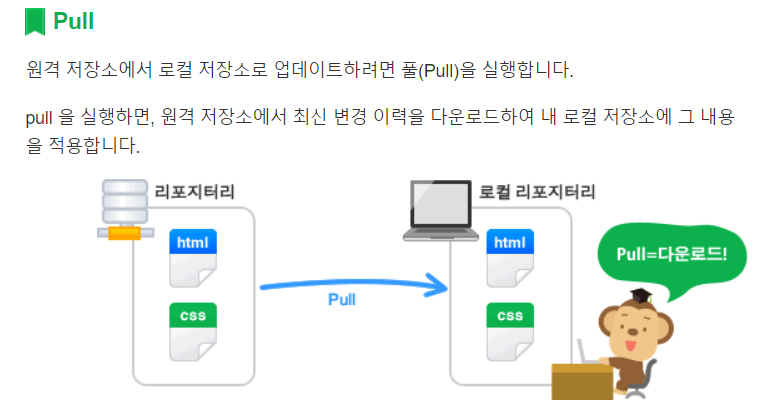 Pull
원격 저장소에서 로컬 저장소로 업데이트하려면 풀(Pull)을 실행합니다.
pull 을 실행하면, 원격 저장소에서 최신 변경 이력을 다운로드하여 내 로컬 저장소에 그 내용
을 적용합니다.
리포지터리
로컬 리포지터리
html
html
Pull=다운로드!
Pull
css
css